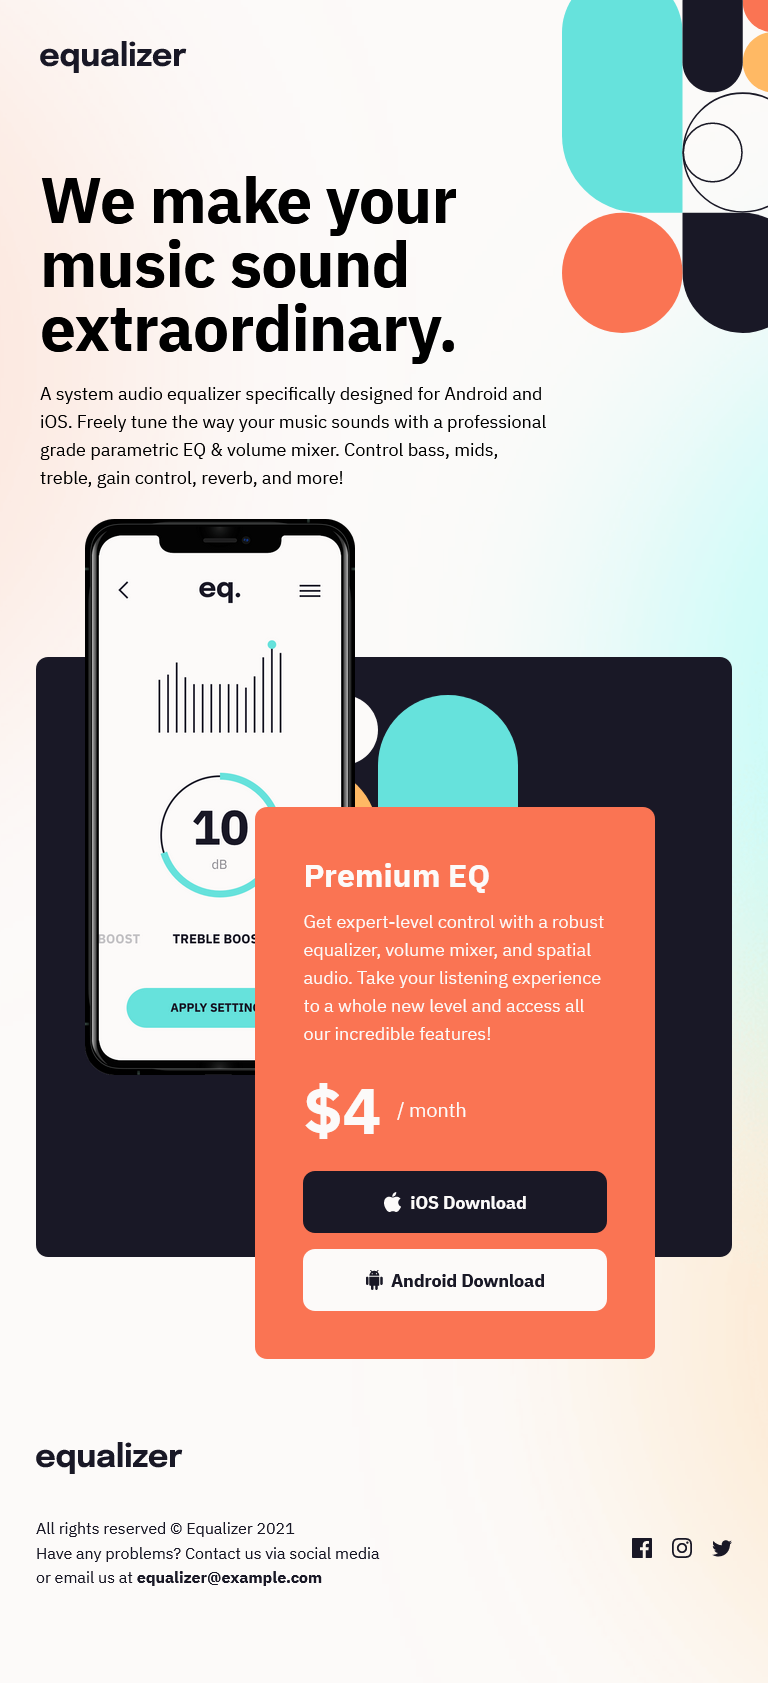 equalizer
We make your
music sound
extraordinary.
A system audio equalizer specifically designed for Android and
iOS. Freely tune the way your music sounds with a professional
grade parametric EQ & volume mixer. Control bass, mids,
treble, gain control, reverb, and more!
eq.
10
dB
BOOST TREBLE BOOS
APPLY SETTING
Premium EQ
Get expert-level control with a robust
equalizer, volume mixer, and spatial
audio. Take your listening experience
to a whole new level and access all
our incredible features!
$4 / month
iOS Download
Android Download
equalizer
All rights reserved © Equalizer 2021
Have any problems? Contact us via social media
or email us at equalizer@example.com